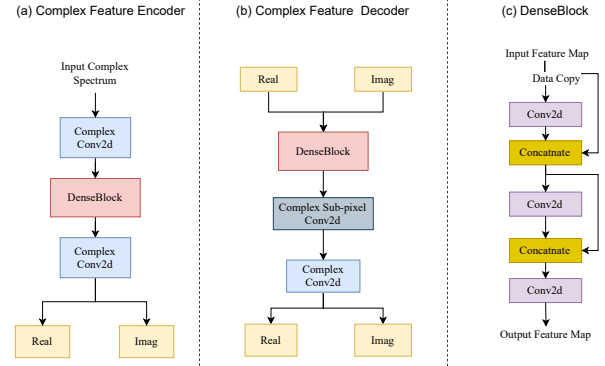 (a) Complex Feature Encoder
Input Complex
Spectrum
Complex
Conv2d
DenseBlock
Complex
Conv2d
Real
Imag
(b) Complex Feature Decoder
Real
Imag
DenseBlock
Complex Sub-pixel
Conv2d
Complex
Conv2d
Real
Imag
(c) DenseBlock
Input Feature Map
Data Copy
Conv2d
Concatnate
Conv2d
Concatnate
Conv2d
Output Feature Map